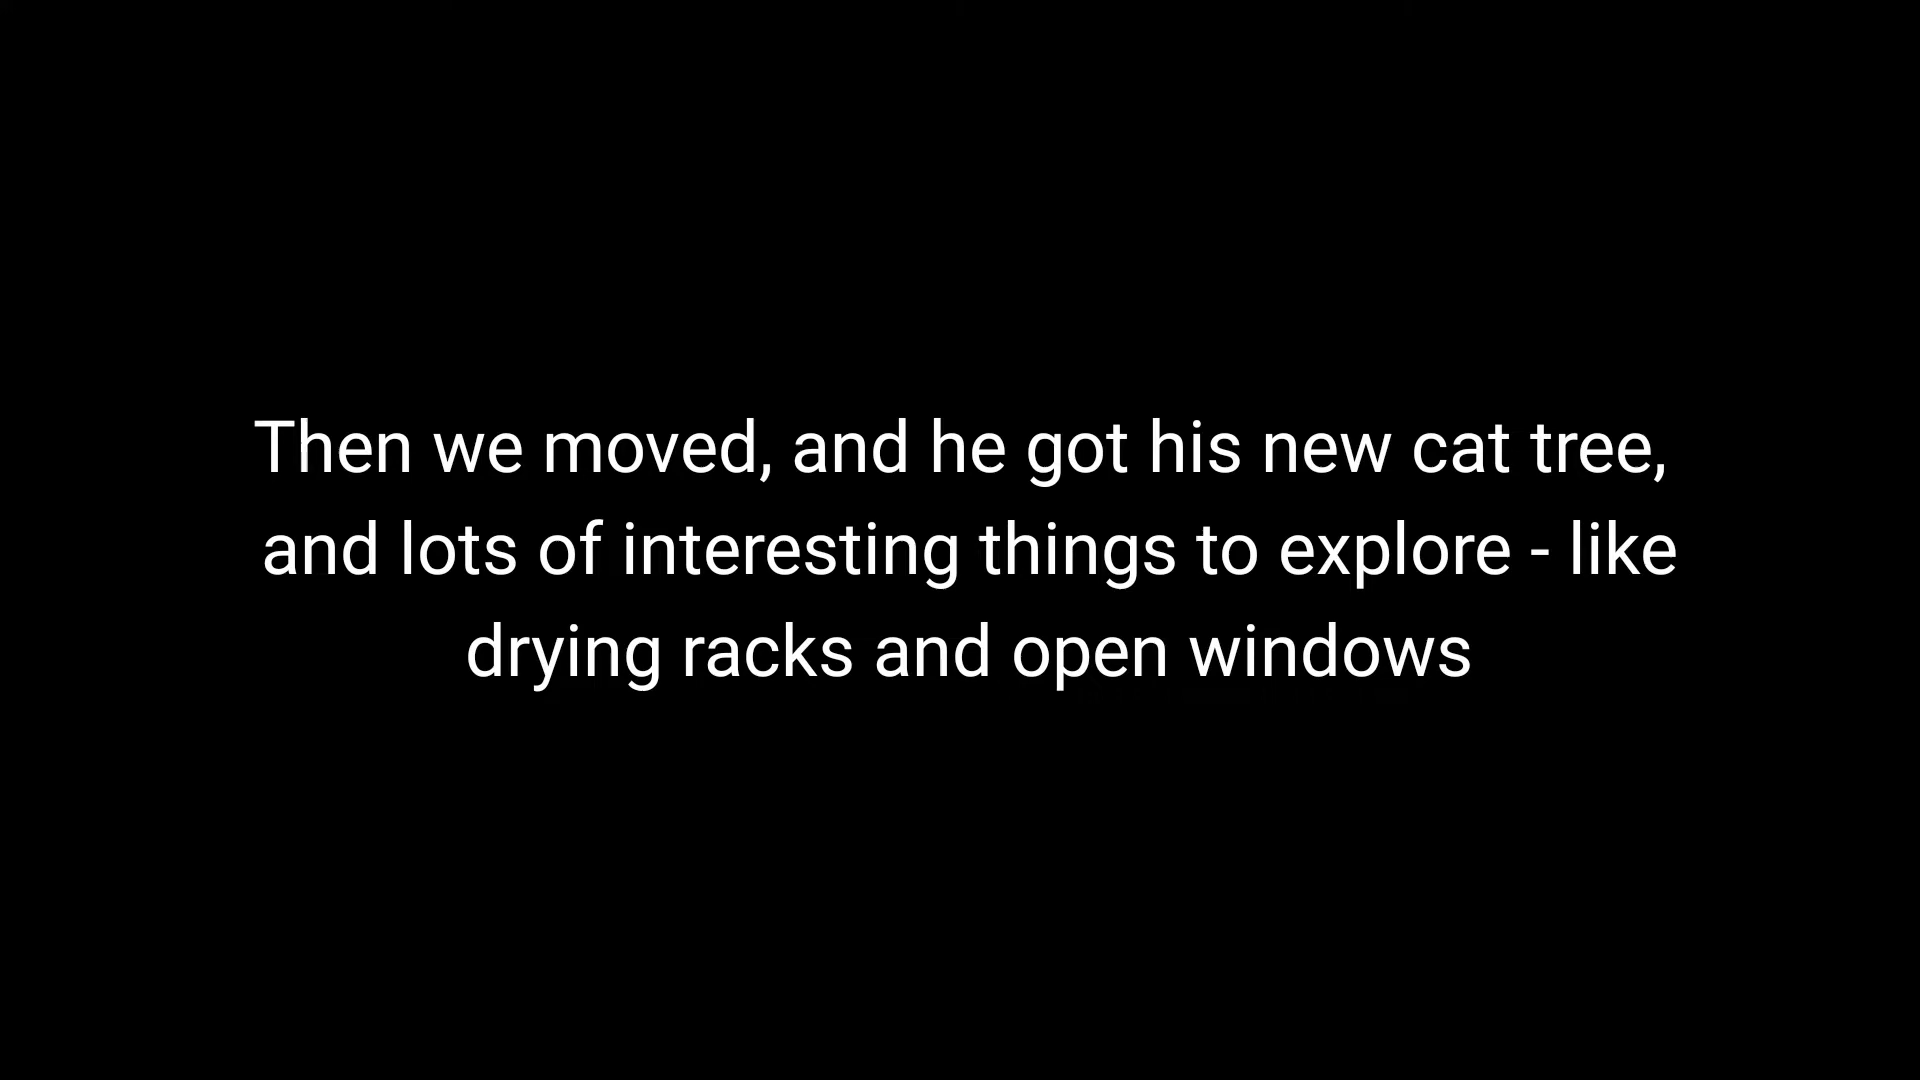 Then we moved, and he got his new cat tree,
and lots of interesting things to explore - like
drying racks and open windows